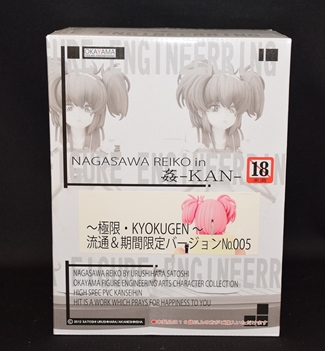 OKAYAMA
FIGURE ENGINEERRING
NAGASAWA REIKO in
姦-KAN-
18
〜極限・KYOKUGEN〜
流通&期間限定バージョン№005
NAGASAWA REIKO BY URUSHIHARA SATOSHI
OKAYAMA FIGURE ENGINEERING ARTS CHARACTER COLLECTION
HIGH SPEC PVC KANSEIHIN
HIT IS A WORK WHICH PRAYS FOR HAPPINESS TO YOU